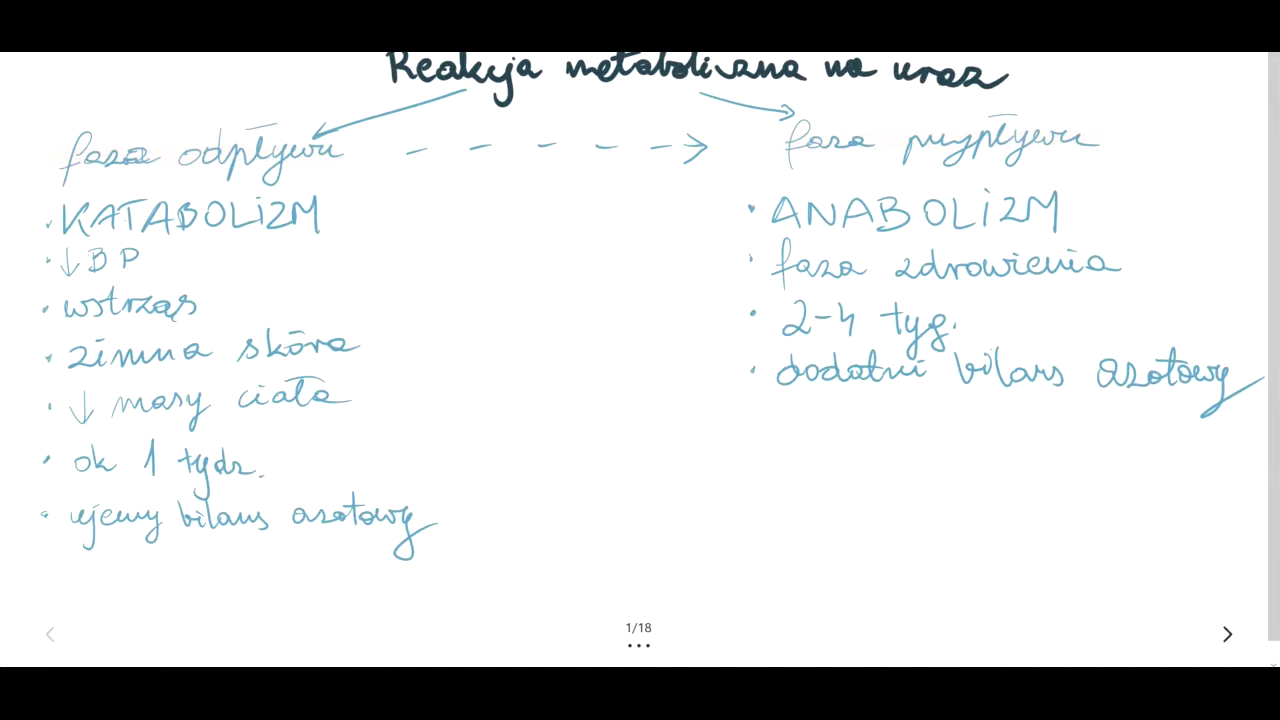 Reakcja metaboliczna na uraz
faza odpływu - - - - -> faza przypływu
• KATABOLIZM
• ↓ BP
• wstrząs
• zimna skóra
• ↓ masy ciała
• ok 1 tydz.
• ujemy bilans azotowy
• ANABOLIZM
• faza zdrowienia
• 2-4 tyg.
• dodatni bilans azotowy
1/18